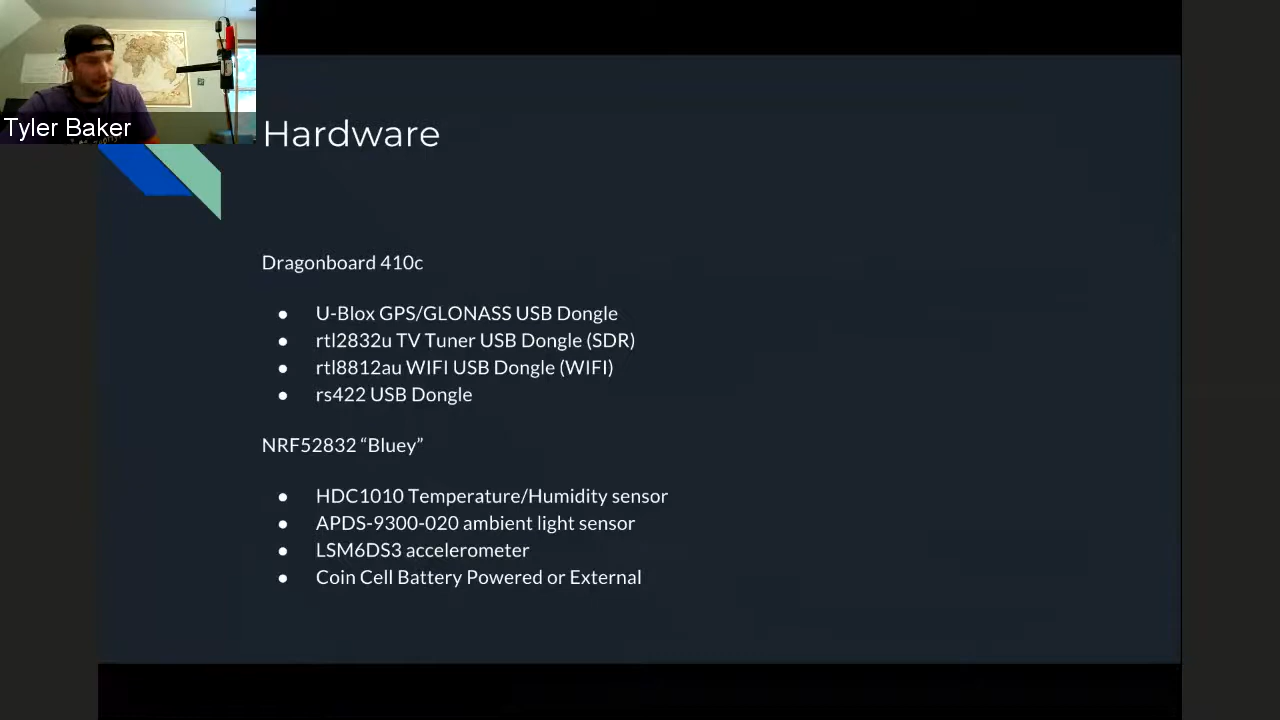 Tyler Baker
Hardware
Dragonboard 410c
● U-Blox GPS/GLONASS USB Dongle
● rtl2832u TV Tuner USB Dongle (SDR)
● rtl8812au WIFI USB Dongle (WIFI)
● rs422 USB Dongle
NRF52832 “Bluey”
● HDC1010 Temperature/Humidity sensor
● APDS-9300-020 ambient light sensor
● LSM6DS3 accelerometer
● Coin Cell Battery Powered or External